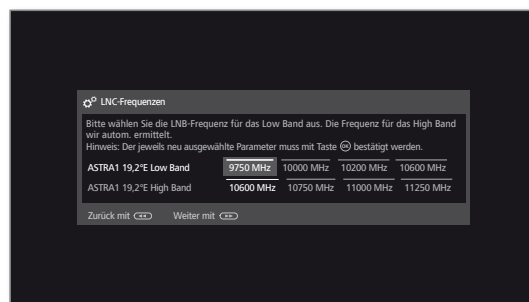 LNC-Frequenzen
Bitte wählen Sie die LNB-Frequenz für das Low Band aus. Die Frequenz für das High Band
wir autom. ermittelt.
Hinweis: Der jeweils neu ausgewählte Parameter muss mit Taste OK bestätigt werden.
ASTRA1 19,2°E Low Band 9750 MHz 10000 MHz 10200 MHz 10600 MHz
ASTRA1 19,2°E High Band 10600 MHz 10750 MHz 11000 MHz 11250 MHz
Zurück mit Weiter mit